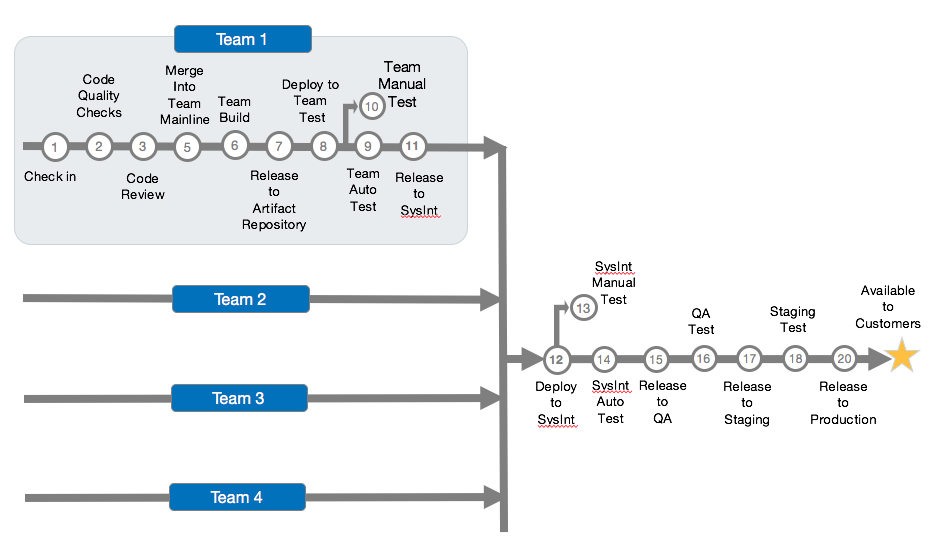 Team 1
Code
Quality
Checks
Merge
Into
Team
Mainline
Team
Build
Deploy to
Team
Test
Team
Manual
Test
10
1
2
3
5
6
7
8
9
11
Check in
Code
Review
Release
to
Artifact
Repository
Team
Auto
Test
Release
to
SysInt
Team 2
Team 3
Team 4
SysInt
Manual
Test
13
QA
Test
Staging
Test
Available
to
Customers
12
14
15
16
17
18
20
Deploy
to
SysInt
SysInt
Auto
Test
Release
to
QA
Release
to
Staging
Release
to
Production